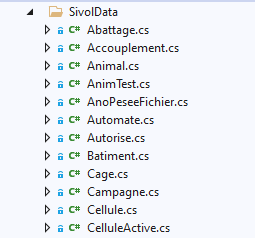 SivolData
C# Abattage.cs
C# Accouplement.cs
C# Animal.cs
C# AnimTest.cs
C# AnoPeseeFichier.cs
C# Automate.cs
C# Autorise.cs
C# Batiment.cs
C# Cage.cs
C# Campagne.cs
C# Cellule.cs
C# CelluleActive.cs